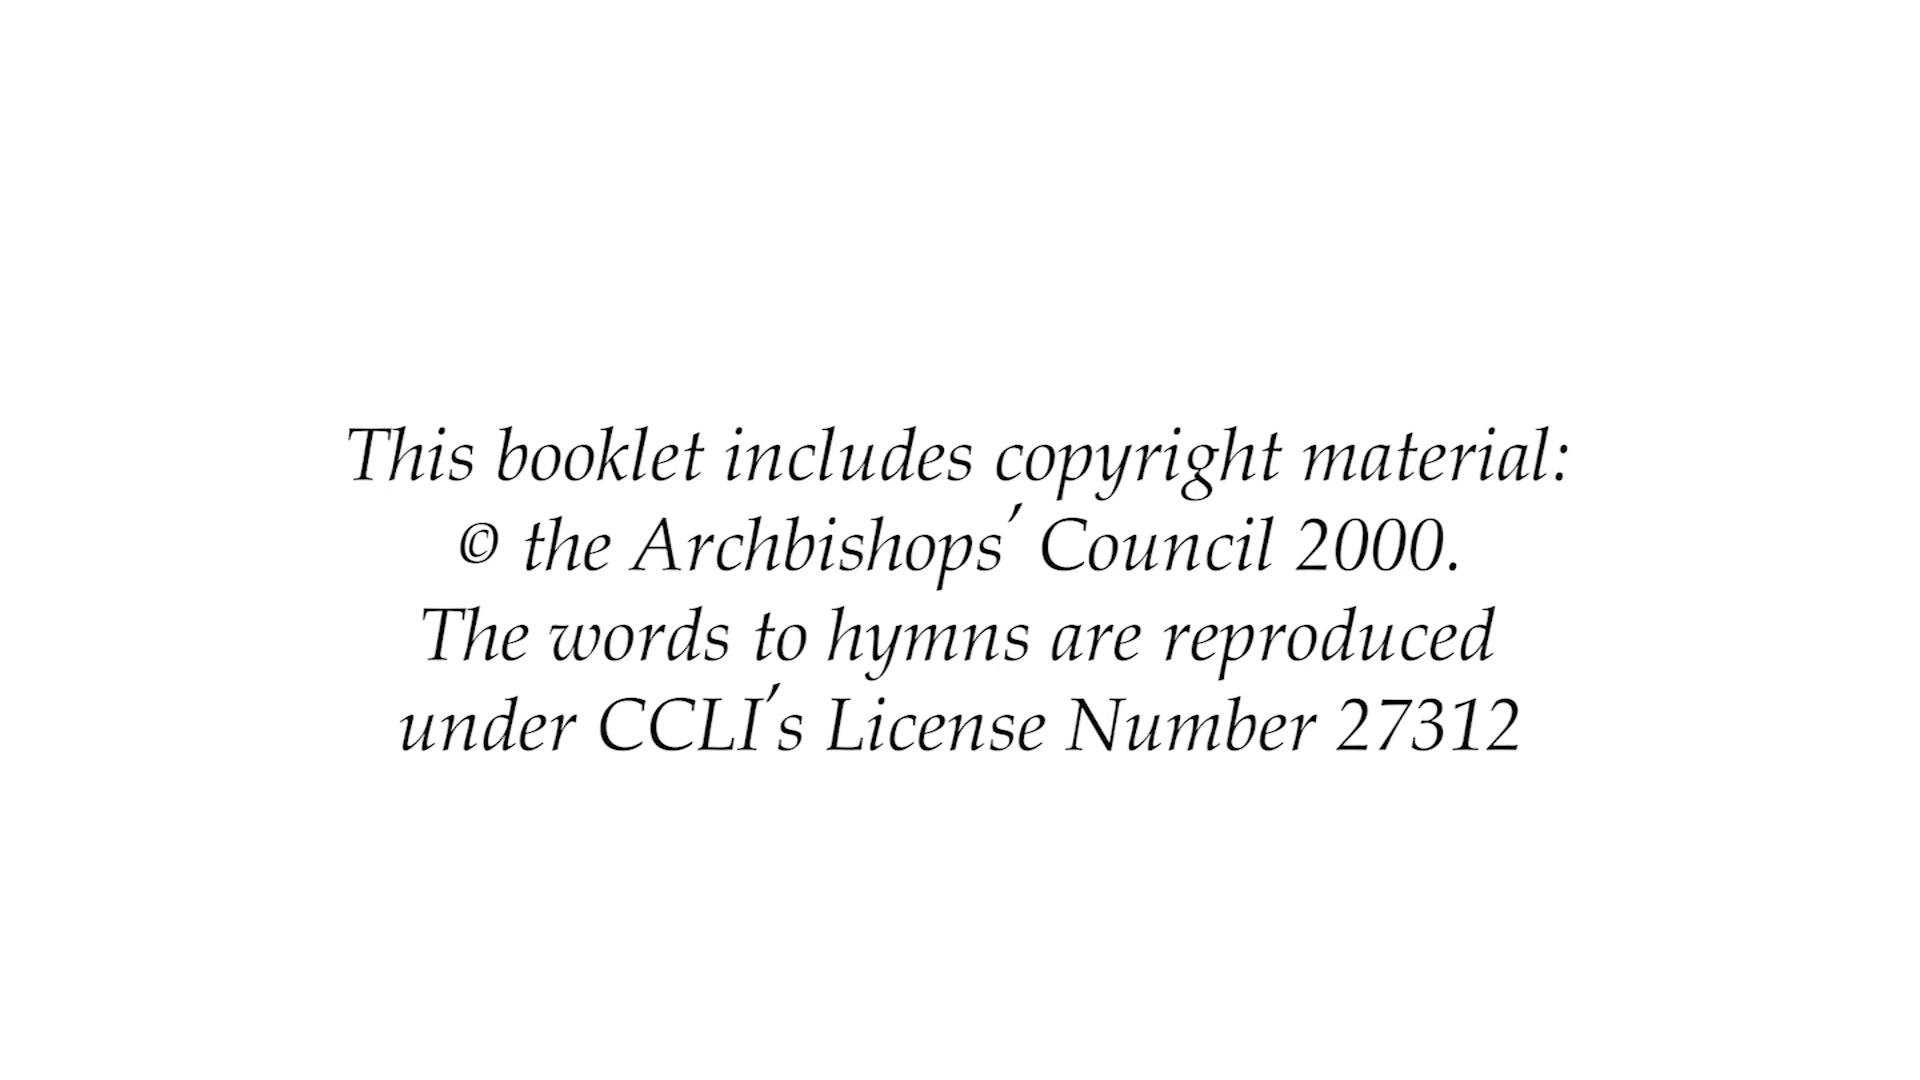 This booklet includes copyright material:
© the Archbishops' Council 2000.
The words to hymns are reproduced
under CCLI's License Number 27312